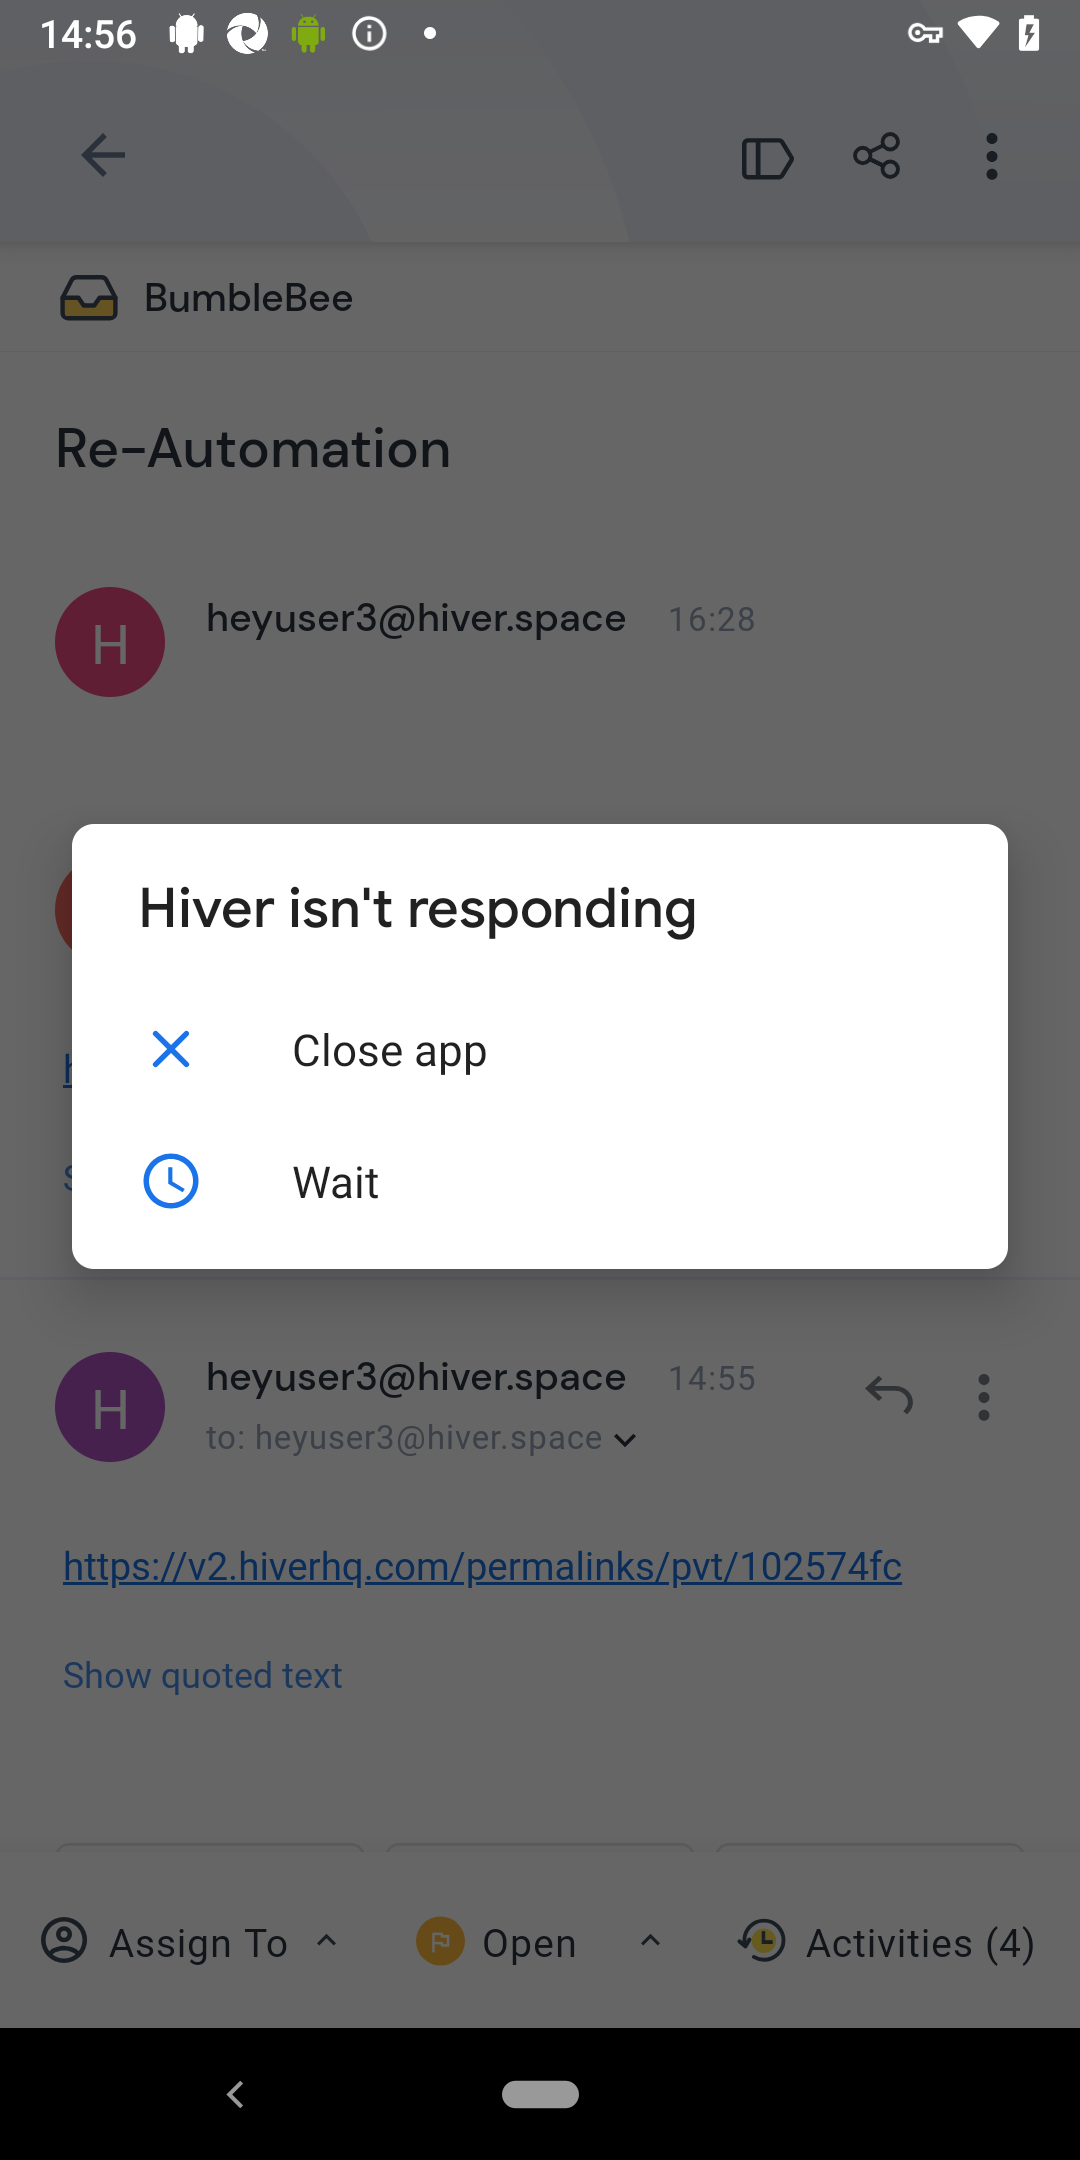 14:56
BumbleBee
Re-Automation
H
heyuser3@hiver.space 16:28
Hiver isn't responding
Close app
Wait
H
heyuser3@hiver.space 14:55
to: heyuser3@hiver.space
https://v2.hiverhq.com/permalinks/pvt/102574fc
Show quoted text
Assign To
Open
Activities (4)